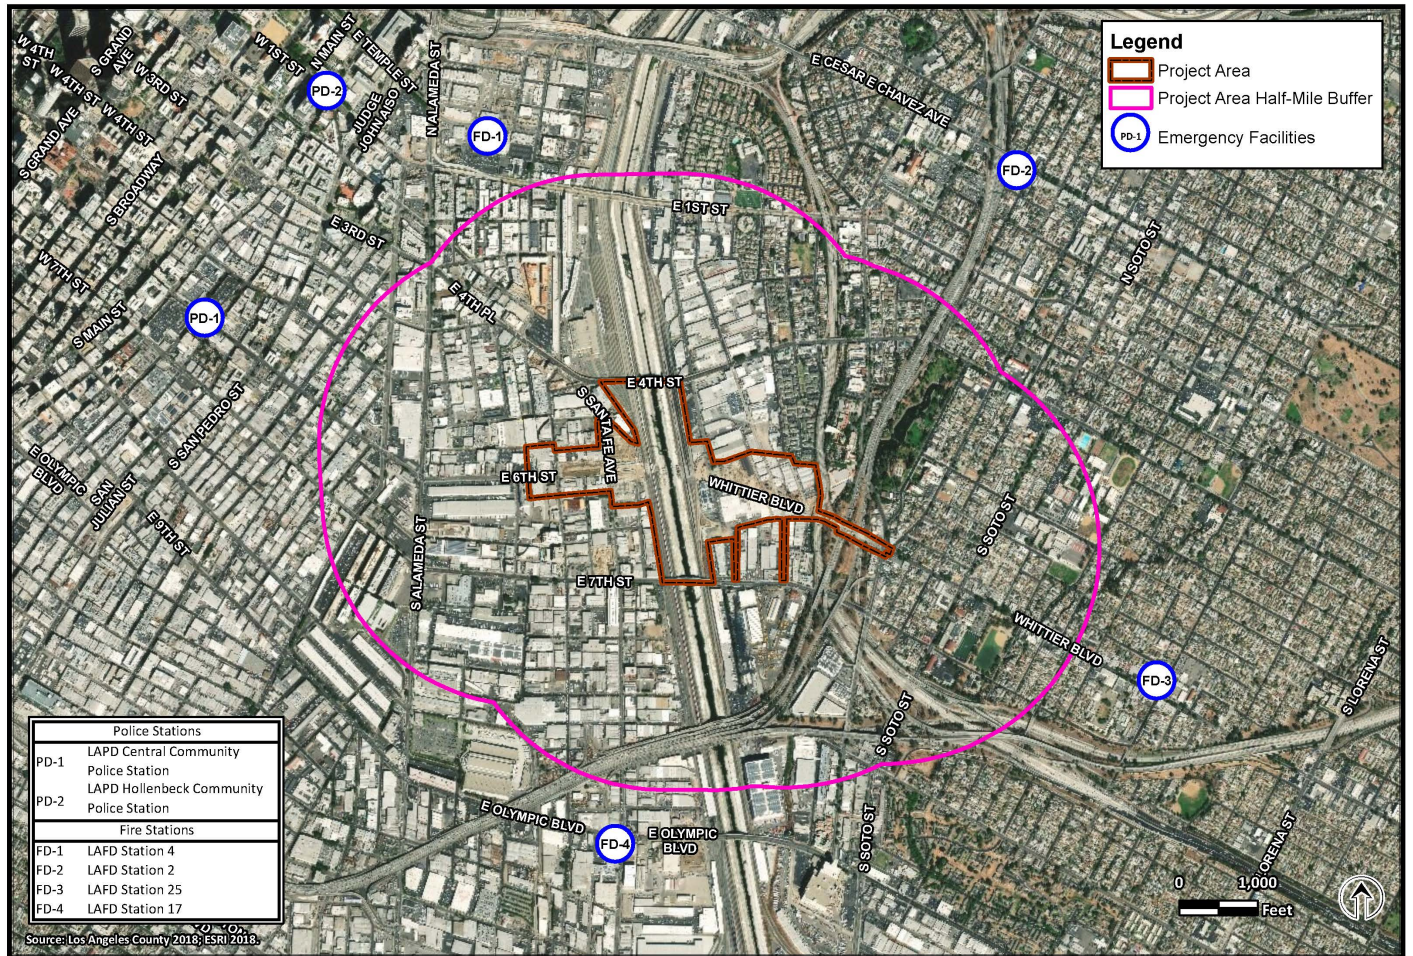 W 4TH
ST
S GRAND
AVE
W 3RD ST
W 4TH ST
W 4TH ST
S GRAND AVE
S BROADWAY
W 1ST ST
N MAIN ST
E TEMPLE ST
PD-2
JUDGE
JOHN AISO
N ALAMEDA ST
FD-1
E CESAR E CHAVEZ AVE
FD-2
Legend
Project Area
Project Area Half-Mile Buffer
PD-1
Emergency Facilities
E 1ST ST
E 3RD ST
N SOTO ST
W 7TH ST
S MAIN ST
PD-1
E 4TH PL
E 4TH ST
S SANTA FE AVE
S SAN PEDRO ST
E OLYMPIC
BLVD
SAN
JULIAN ST
E 9TH ST
E 6TH ST
WHITTIER BLVD
S SOTO ST
S ALAMEDA ST
E 7TH ST
WHITTIER BLVD
FD-3
S LORENA ST
S SOTO ST
E OLYMPIC BLVD
FD-4
E OLYMPIC
BLVD
S SOTO ST
LORENA ST
Police Stations
PD-1
LAPD Central Community
Police Station
PD-2
LAPD Hollenbeck Community
Police Station
Fire Stations
FD-1 LAFD Station 4
FD-2 LAFD Station 2
FD-3 LAFD Station 25
FD-4 LAFD Station 17
0 1,000
Feet
Source: Los Angeles County 2018; ESRI 2018.